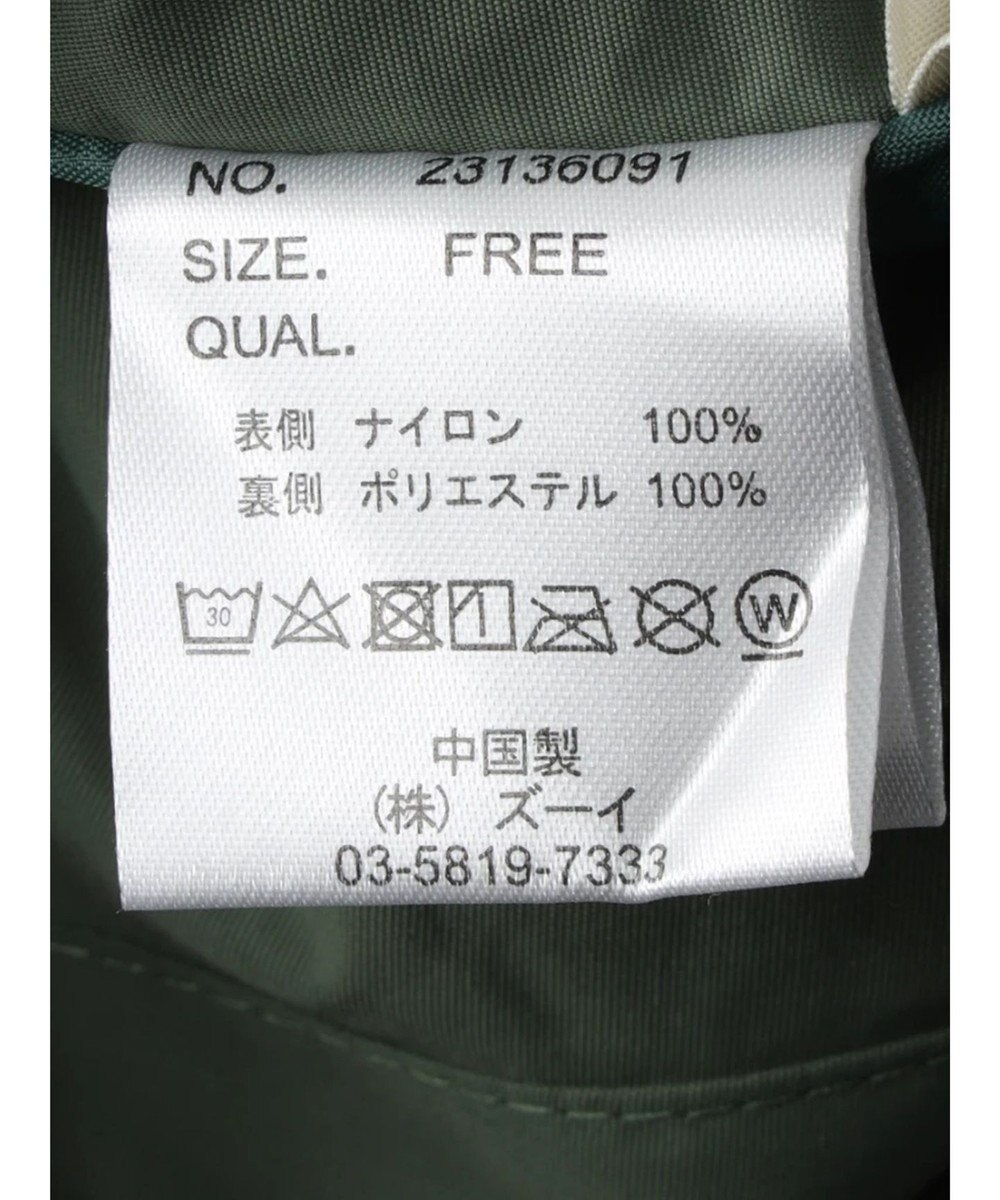 NO. 23136091
SIZE. FREE
QUAL.
表側 ナイロン 100%
裏側 ポリエステル 100%
30 W
中国製
(株) ズーイ
03-5819-7333